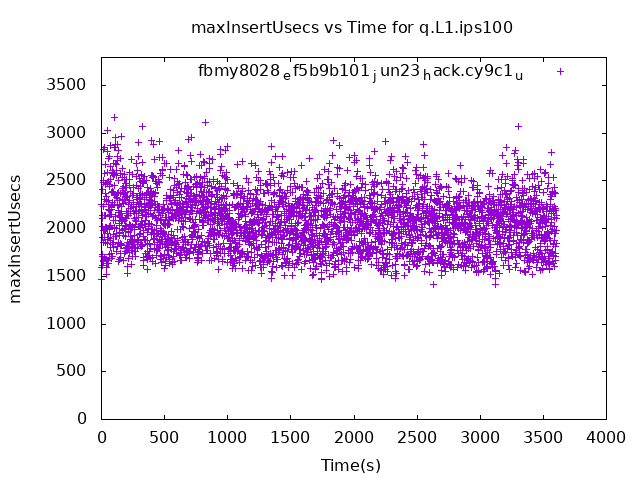 maxInsertUsecs vs Time for q.L1.ips100
fbmy8028ef5b9b101jun23hack.cy9c1u
3500
3000
2500
2000
1500
1000
500
0
maxInsertUsecs
0 500 1000 1500 2000 2500 3000 3500 4000
Time(s)